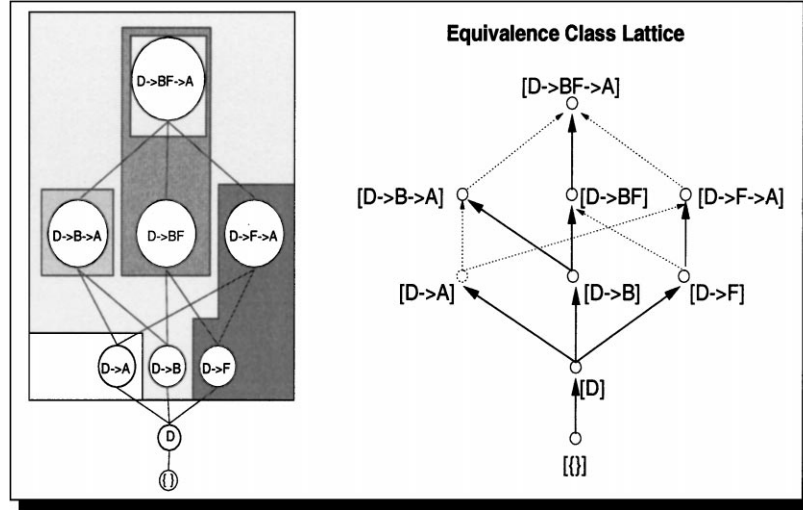 Equivalence Class Lattice
D->BF->A
D->B->A
D->BF
D->F->A
D->A
D->B
D->F
D
{}
[D->BF->A]
[D->B->A]
[D->BF]
[D->F->A]
[D->A]
[D->B]
[D->F]
[D]
[{}]